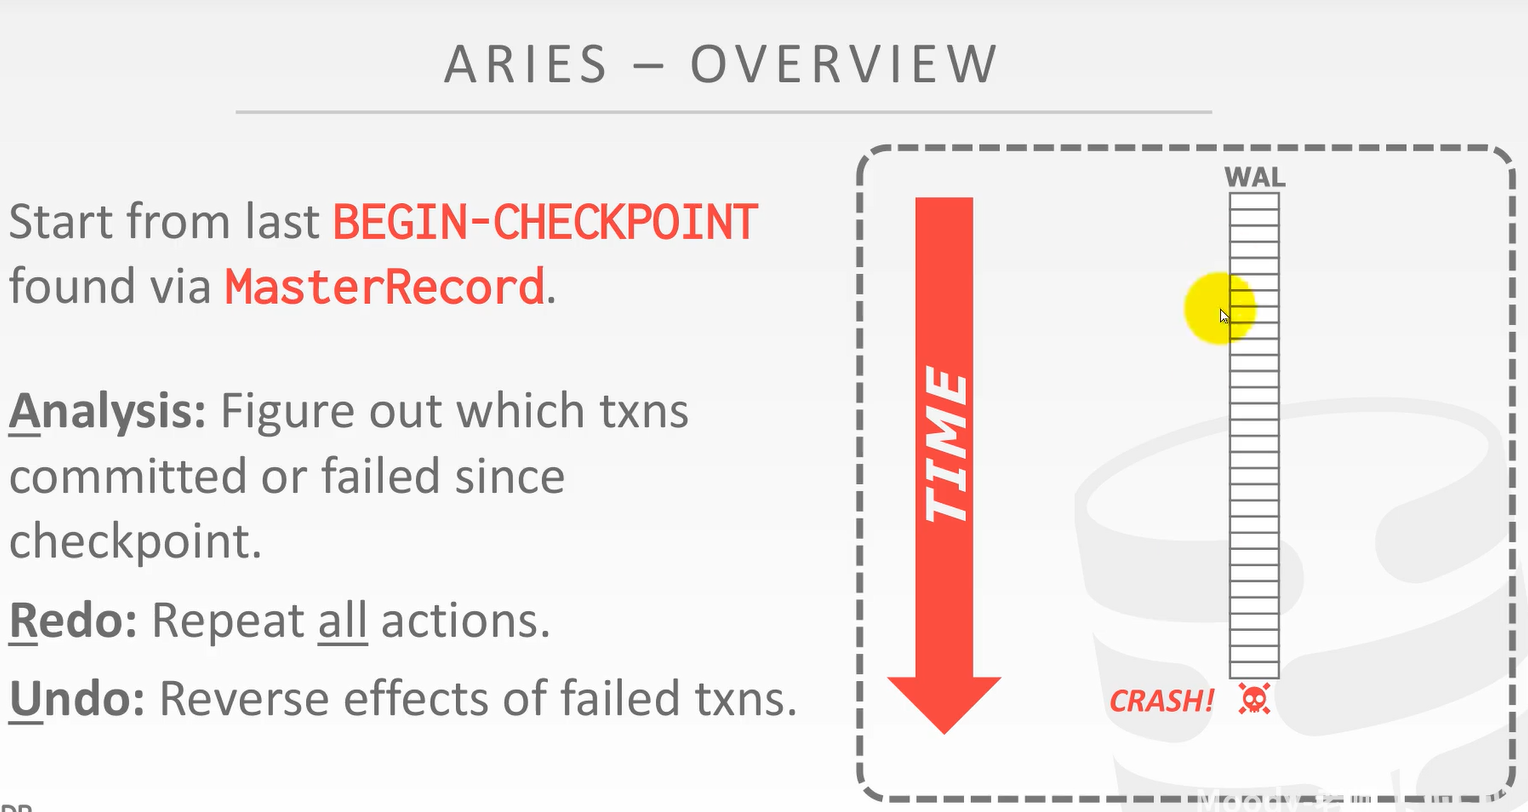 ARIES – OVERVIEW
Start from last BEGIN-CHECKPOINT
found via MasterRecord.
Analysis: Figure out which txns
committed or failed since
checkpoint.
Redo: Repeat all actions.
Undo: Reverse effects of failed txns.
WAL
TIME
CRASH!